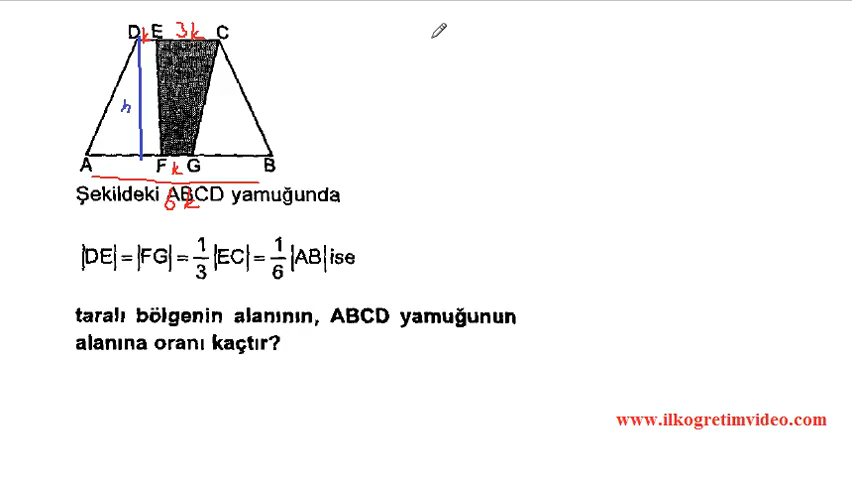 D k E 3k C
h
A F k G B
6k
Şekildeki ABCD yamuğunda
|DE| = |FG| = 1/3 |EC| = 1/6 |AB| ise
taralı bölgenin alanının, ABCD yamuğunun
alanına oranı kaçtır?
www.ilkogretimvideo.com